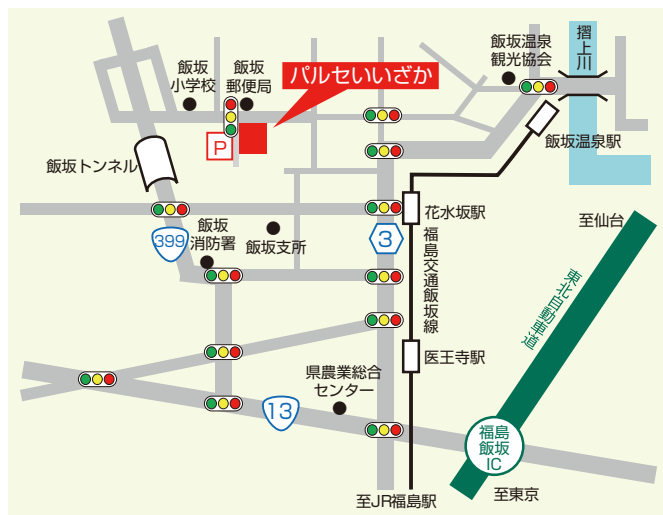 摺上川
飯坂温泉
観光協会
飯坂
小学校
飯坂
郵便局
パルセいいざか
P
飯坂温泉駅
飯坂トンネル
花水坂駅
至仙台
399
飯坂
消防署
飯坂支所
3
福島交通飯坂線
東北自動車道
医王寺駅
県農業総合
センター
13
福島
飯坂
IC
至東京
至JR福島駅